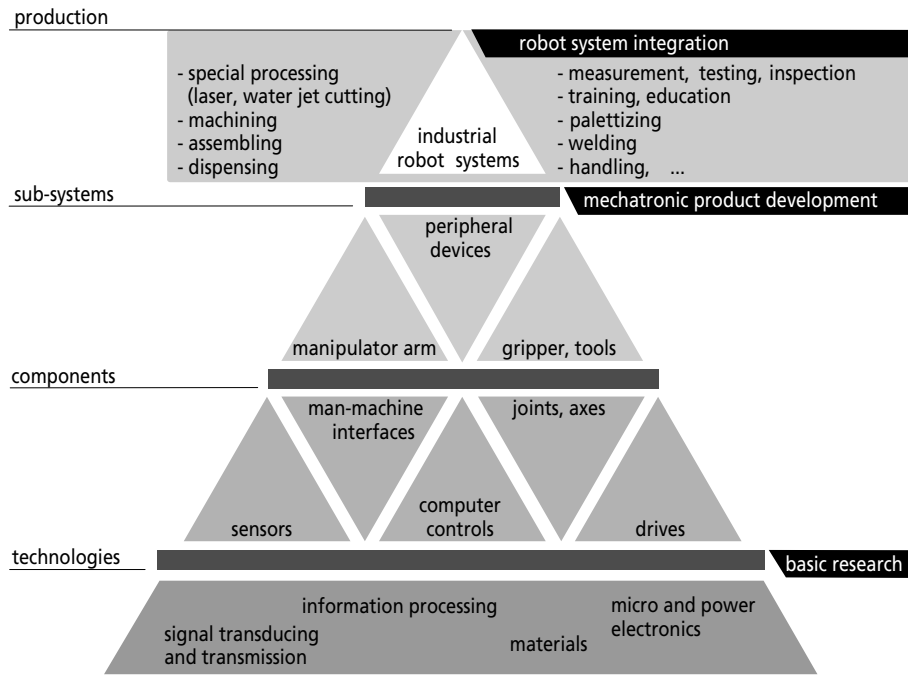 production
robot system integration
- special processing
(laser, water jet cutting)
- machining
- assembling
- dispensing
industrial
robot systems
- measurement, testing, inspection
- training, education
- palettizing
- welding
- handling, ...
sub-systems
mechatronic product development
peripheral
devices
manipulator arm
gripper, tools
components
man-machine
interfaces
joints, axes
sensors
computer
controls
drives
technologies
basic research
information processing
micro and power
electronics
signal transducing
and transmission
materials